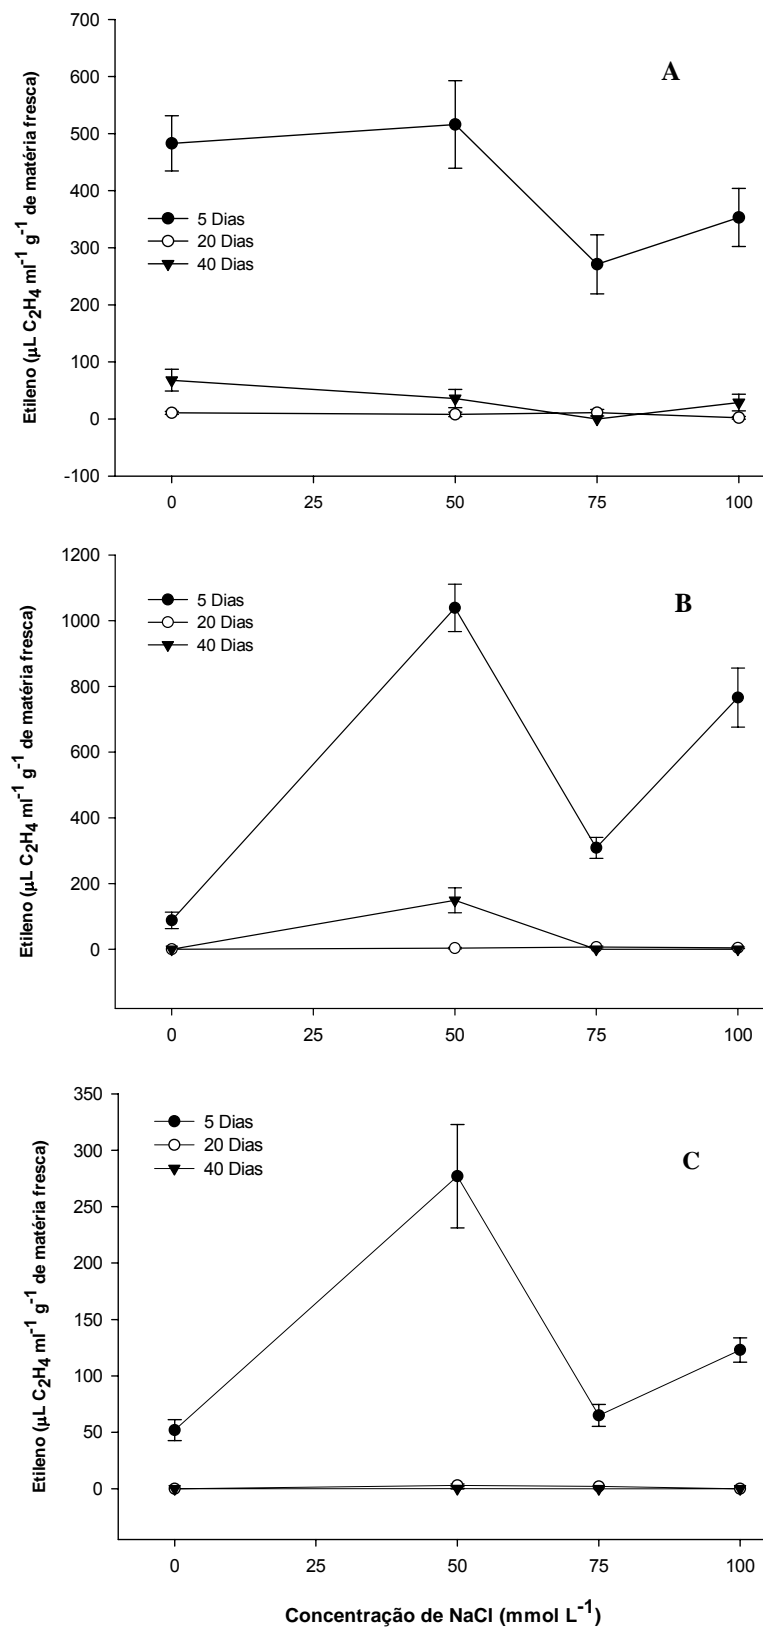 700
600
500
400
300
200
100
0
-100
Etileno (μL C₂H₄ ml⁻¹ g⁻¹ de matéria fresca)
A
5 Dias
20 Dias
40 Dias
0 25 50 75 100
1200
1000
800
600
400
200
0
Etileno (μL C₂H₄ ml⁻¹ g⁻¹ de matéria fresca)
B
5 Dias
20 Dias
40 Dias
0 25 50 75 100
350
300
250
200
150
100
50
0
Etileno (μL C₂H₄ ml⁻¹ g⁻¹ de matéria fresca)
C
5 Dias
20 Dias
40 Dias
0 25 50 75 100
Concentração de NaCl (mmol L⁻¹)